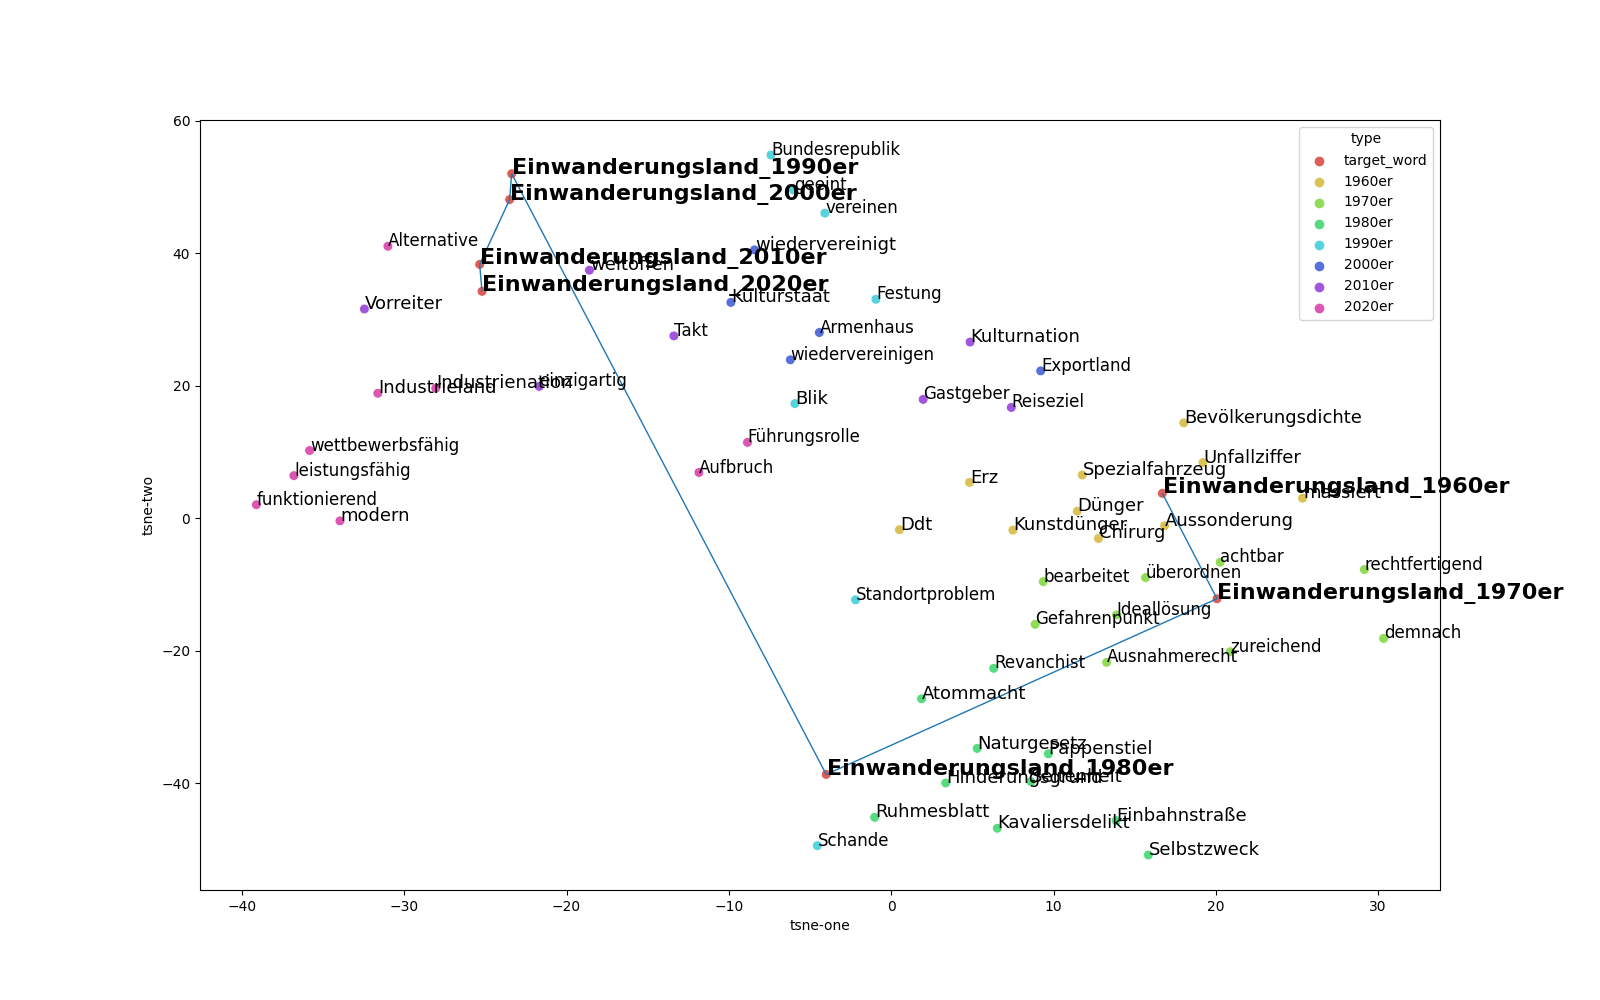 60
40
20
0
−20
−40
tsne-two
−40
−30
−20
−10
0
10
20
30
tsne-one
type
target_word
1960er
1970er
1980er
1990er
2000er
2010er
2020er
Bundesrepublik
Einwanderungsland_1990er
geeint
Einwanderungsland_2000er
vereinen
Alternative
wiedervereinigt
Einwanderungsland_2010er
weltoffen
Einwanderungsland_2020er
Kulturstaat
Festung
Vorreiter
Takt
Armenhaus
Kulturnation
wiedervereinigen
Exportland
Industrieland
Industrienation
einzigartig
Blik
Gastgeber
Reiseziel
Bevölkerungsdichte
Führungsrolle
wettbewerbsfähig
Aufbruch
leistungsfähig
Unfallziffer
Spezialfahrzeug
Erz
Einwanderungsland_1960er
massiert
funktionierend
modern
Dünger
Ddt
Kunstdünger
Chirurg
Aussonderung
achtbar
rechtfertigend
bearbeitet
überordnen
Standortproblem
Einwanderungsland_1970er
Ideallösung
Gefahrenpunkt
demnach
zureichend
Ausnahmerecht
Revanchist
Atommacht
Naturgesetz
Pappenstiel
Einwanderungsland_1980er
Hinderungsgrund
Ruhmesblatt
Kavaliersdelikt
Einbahnstraße
Schande
Selbstzweck